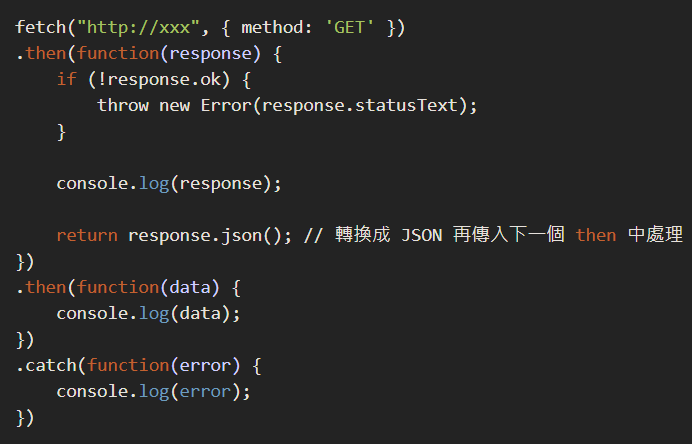 fetch("http://xxx", { method: 'GET' })
.then(function(response) {
    if (!response.ok) {
        throw new Error(response.statusText);
    }

    console.log(response);

    return response.json(); // 轉換成 JSON 再傳入下一個 then 中處理
})
.then(function(data) {
    console.log(data);
})
.catch(function(error) {
    console.log(error);
})